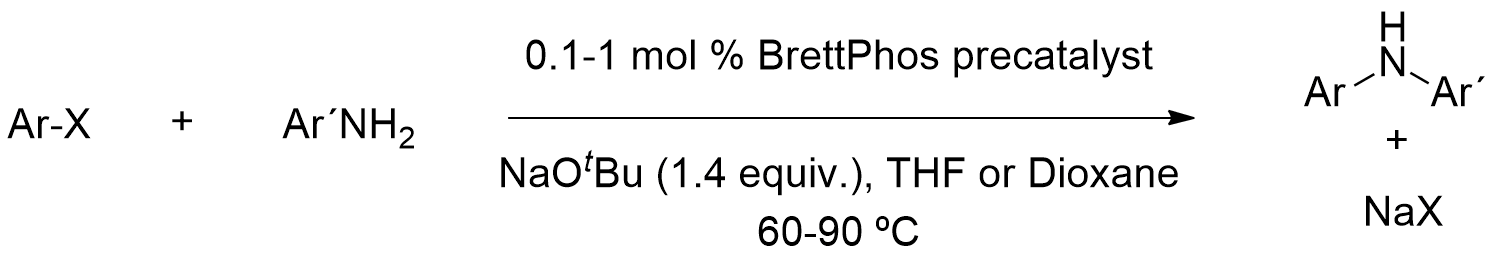 Ar-X + Ar´NH₂
0.1-1 mol % BrettPhos precatalyst
NaOᵗBu (1.4 equiv.), THF or Dioxane
60-90 ºC
H
Ar N Ar´
+
NaX